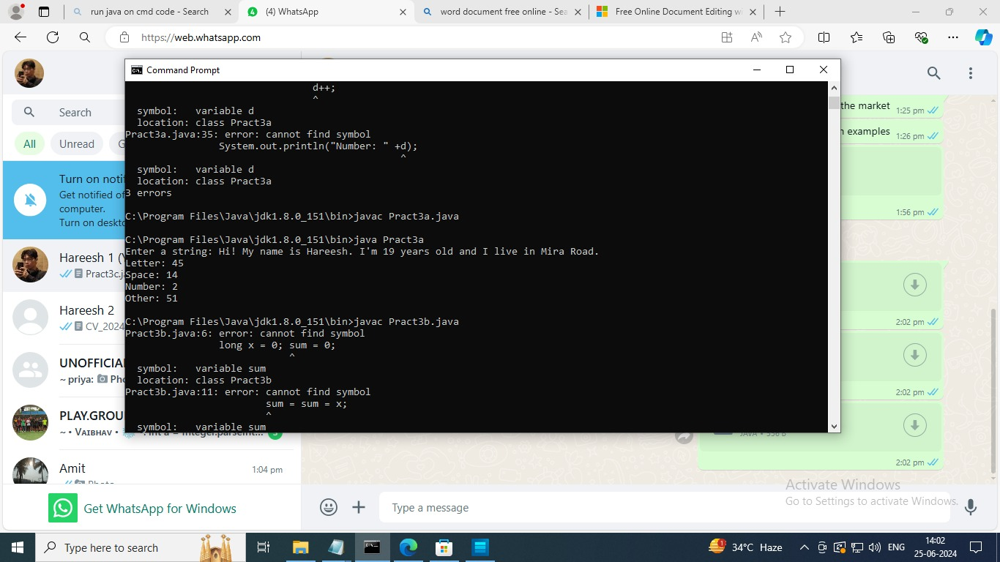 run java on cmd code - Search
(4) WhatsApp
word document free online - Sea
Free Online Document Editing wi
https://web.whatsapp.com
Command Prompt
d++;
^
symbol:   variable d
location: class Pract3a
Pract3a.java:35: error: cannot find symbol
System.out.println("Number: " +d);
^
symbol:   variable d
location: class Pract3a
3 errors
C:\Program Files\Java\jdk1.8.0_151\bin>javac Pract3a.java
C:\Program Files\Java\jdk1.8.0_151\bin>java Pract3a
Enter a string: Hi! My name is Hareesh. I'm 19 years old and I live in Mira Road.
Letter: 45
Space: 14
Number: 2
Other: 51
C:\Program Files\Java\jdk1.8.0_151\bin>javac Pract3b.java
Pract3b.java:6: error: cannot find symbol
long x = 0; sum = 0;
^
symbol:   variable sum
location: class Pract3b
Pract3b.java:11: error: cannot find symbol
sum = sum = x;
^
symbol:   variable sum
Search
All
Unread
G
Turn on notif
Get notified of
computer.
Turn on deskto
Hareesh 1 (Y
Pract3c.j
Hareesh 2
CV_2024
UNOFFICIA
~ priya: Pho
PLAY.GROU
~ • VAIBHAV •
Amit
1:04 pm
Photo
Get WhatsApp for Windows
the market
1:25 pm
n examples
1:26 pm
1:56 pm
2:02 pm
2:02 pm
JAVA • 556 B
2:02 pm
Type a message
Activate Windows
Go to Settings to activate Windows.
Type here to search
1
34°C Haze
ENG
14:02
25-06-2024